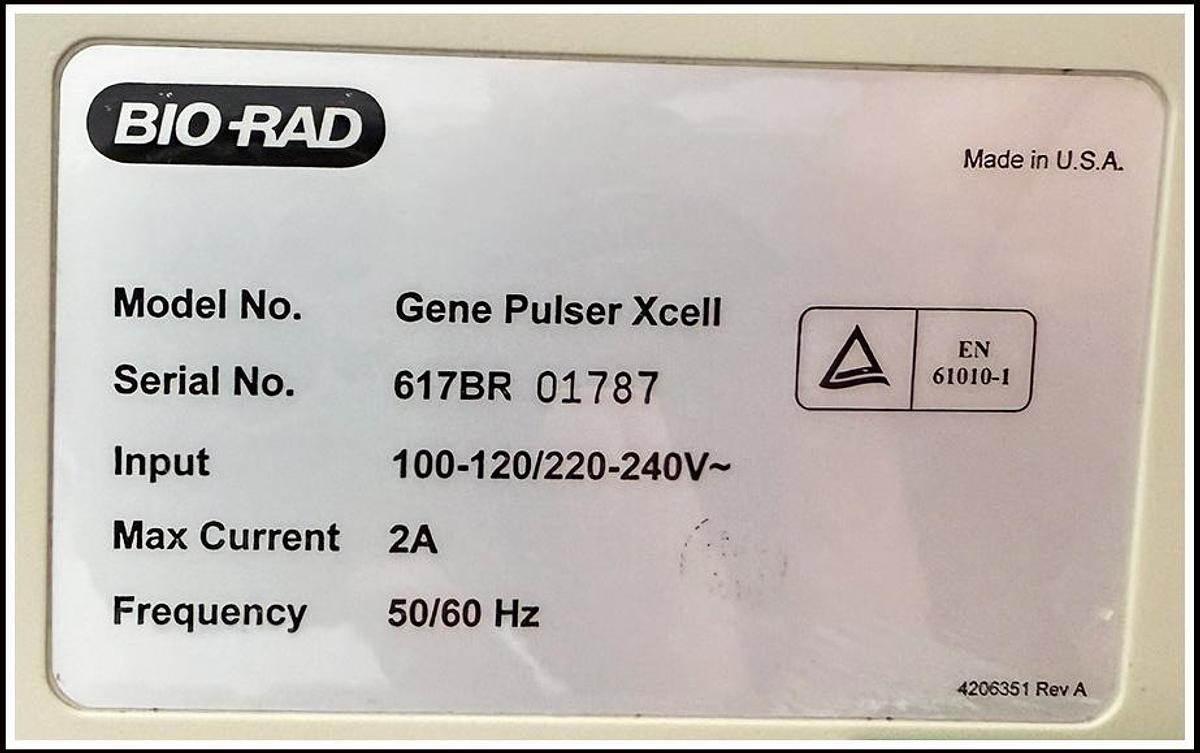 BIO-RAD
Made in U.S.A.
Model No. Gene Pulser Xcell
Serial No. 617BR 01787
EN
61010-1
Input 100-120/220-240V~
Max Current 2A
Frequency 50/60 Hz
4206351 Rev A